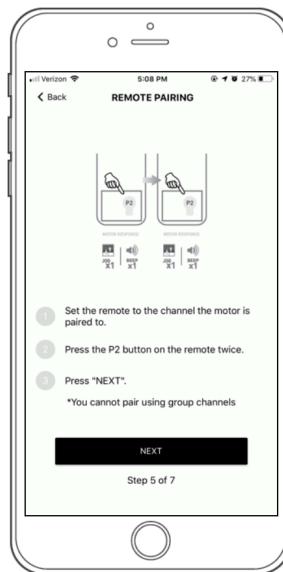 Verizon
5:08 PM
27%
Back
REMOTE PAIRING
P2
P2
MOTOR RESPONSE
MOTOR RESPONSE
JOG x1
BEEP x1
JOG x1
BEEP x1
1 Set the remote to the channel the motor is
paired to.
2 Press the P2 button on the remote twice.
3 Press "NEXT".
*You cannot pair using group channels
NEXT
Step 5 of 7